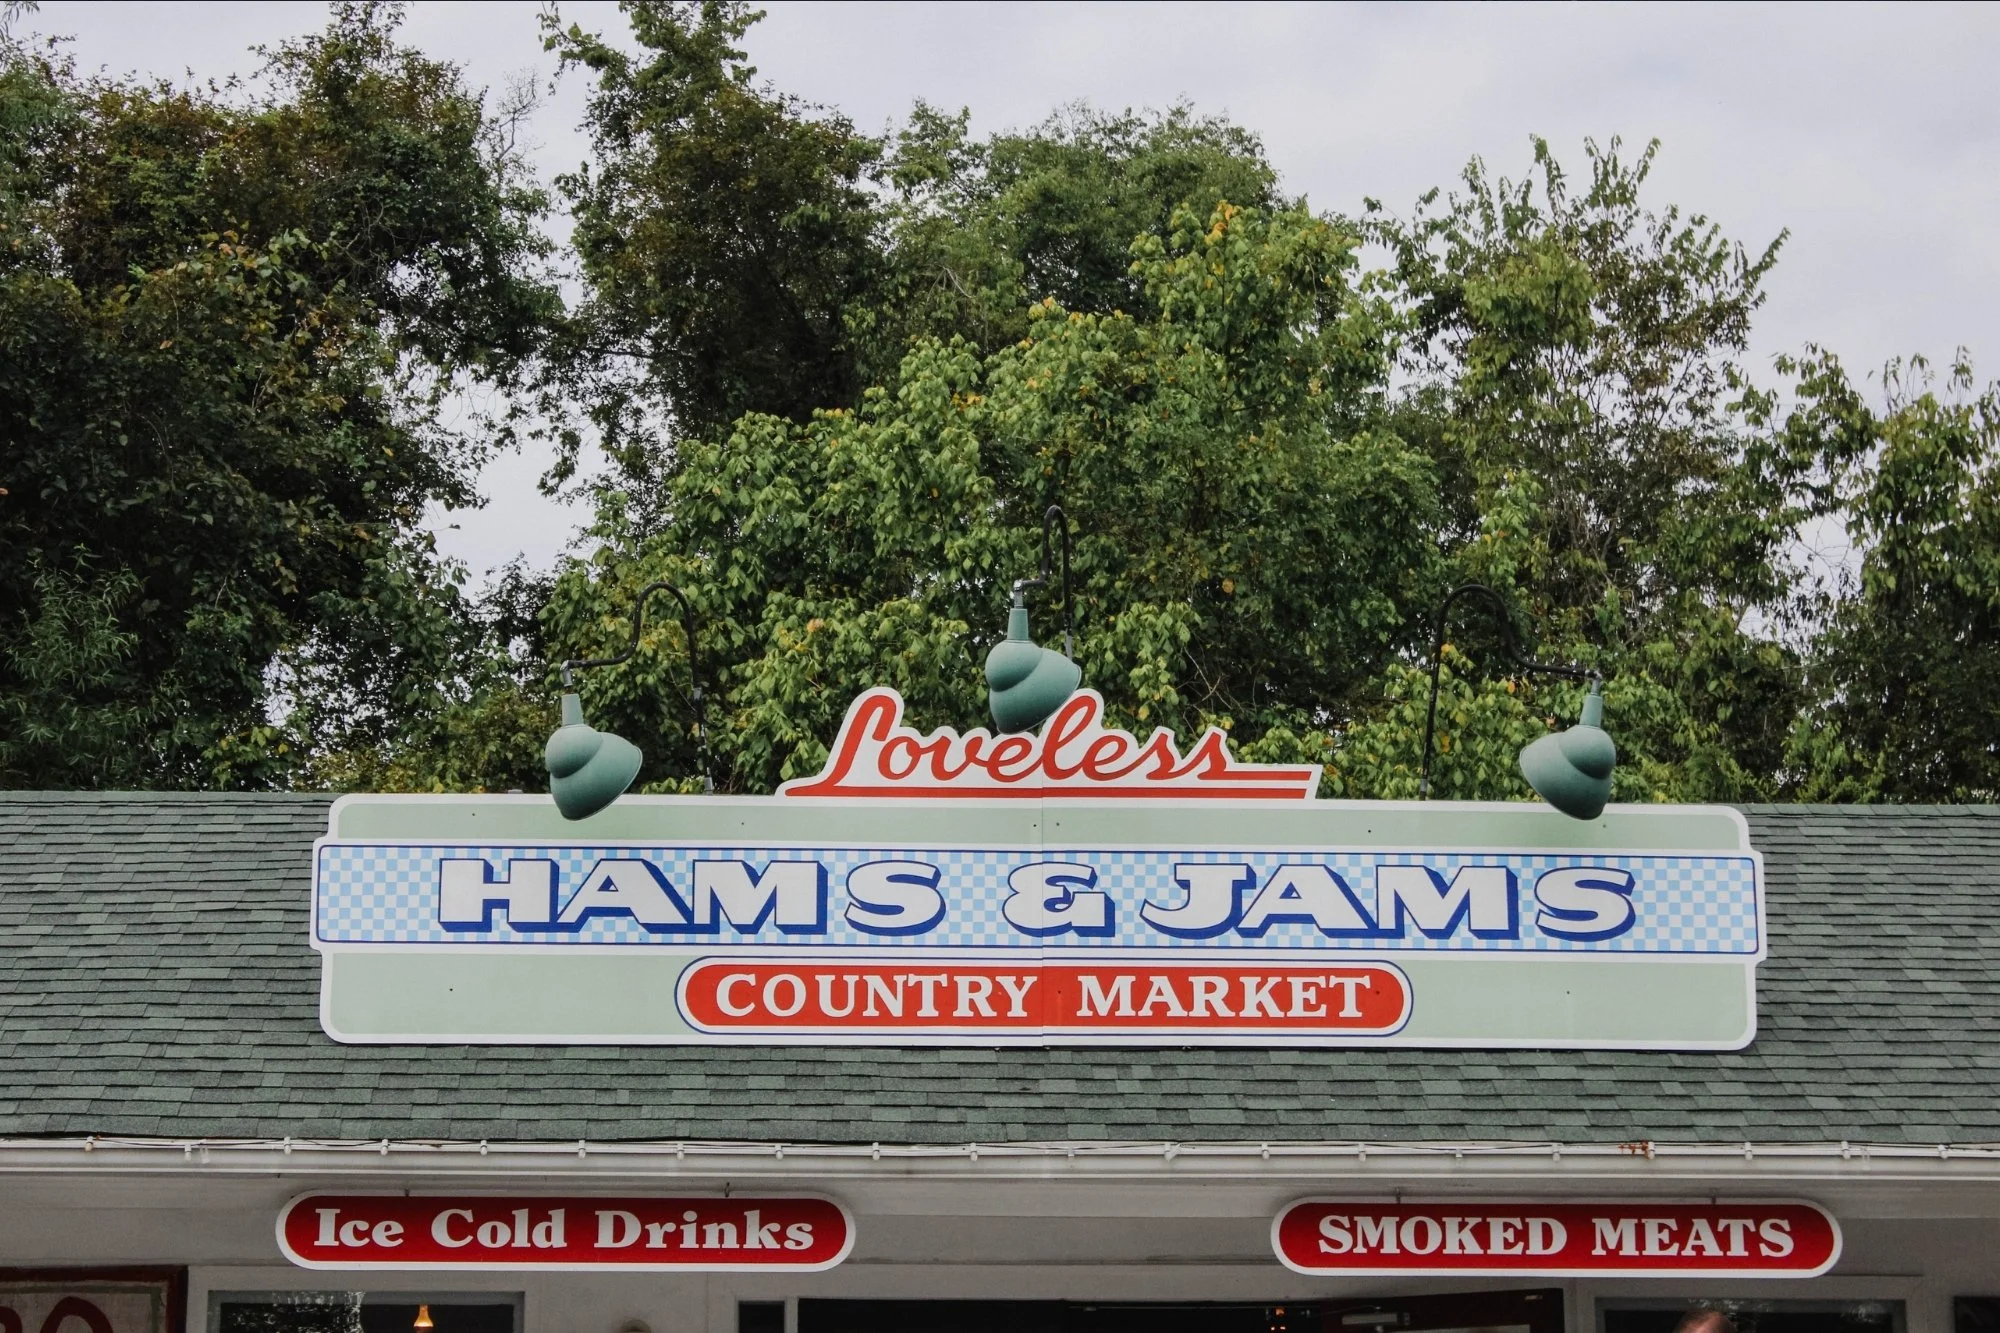 Loveless
HAMS & JAMS
COUNTRY MARKET
Ice Cold Drinks
SMOKED MEATS